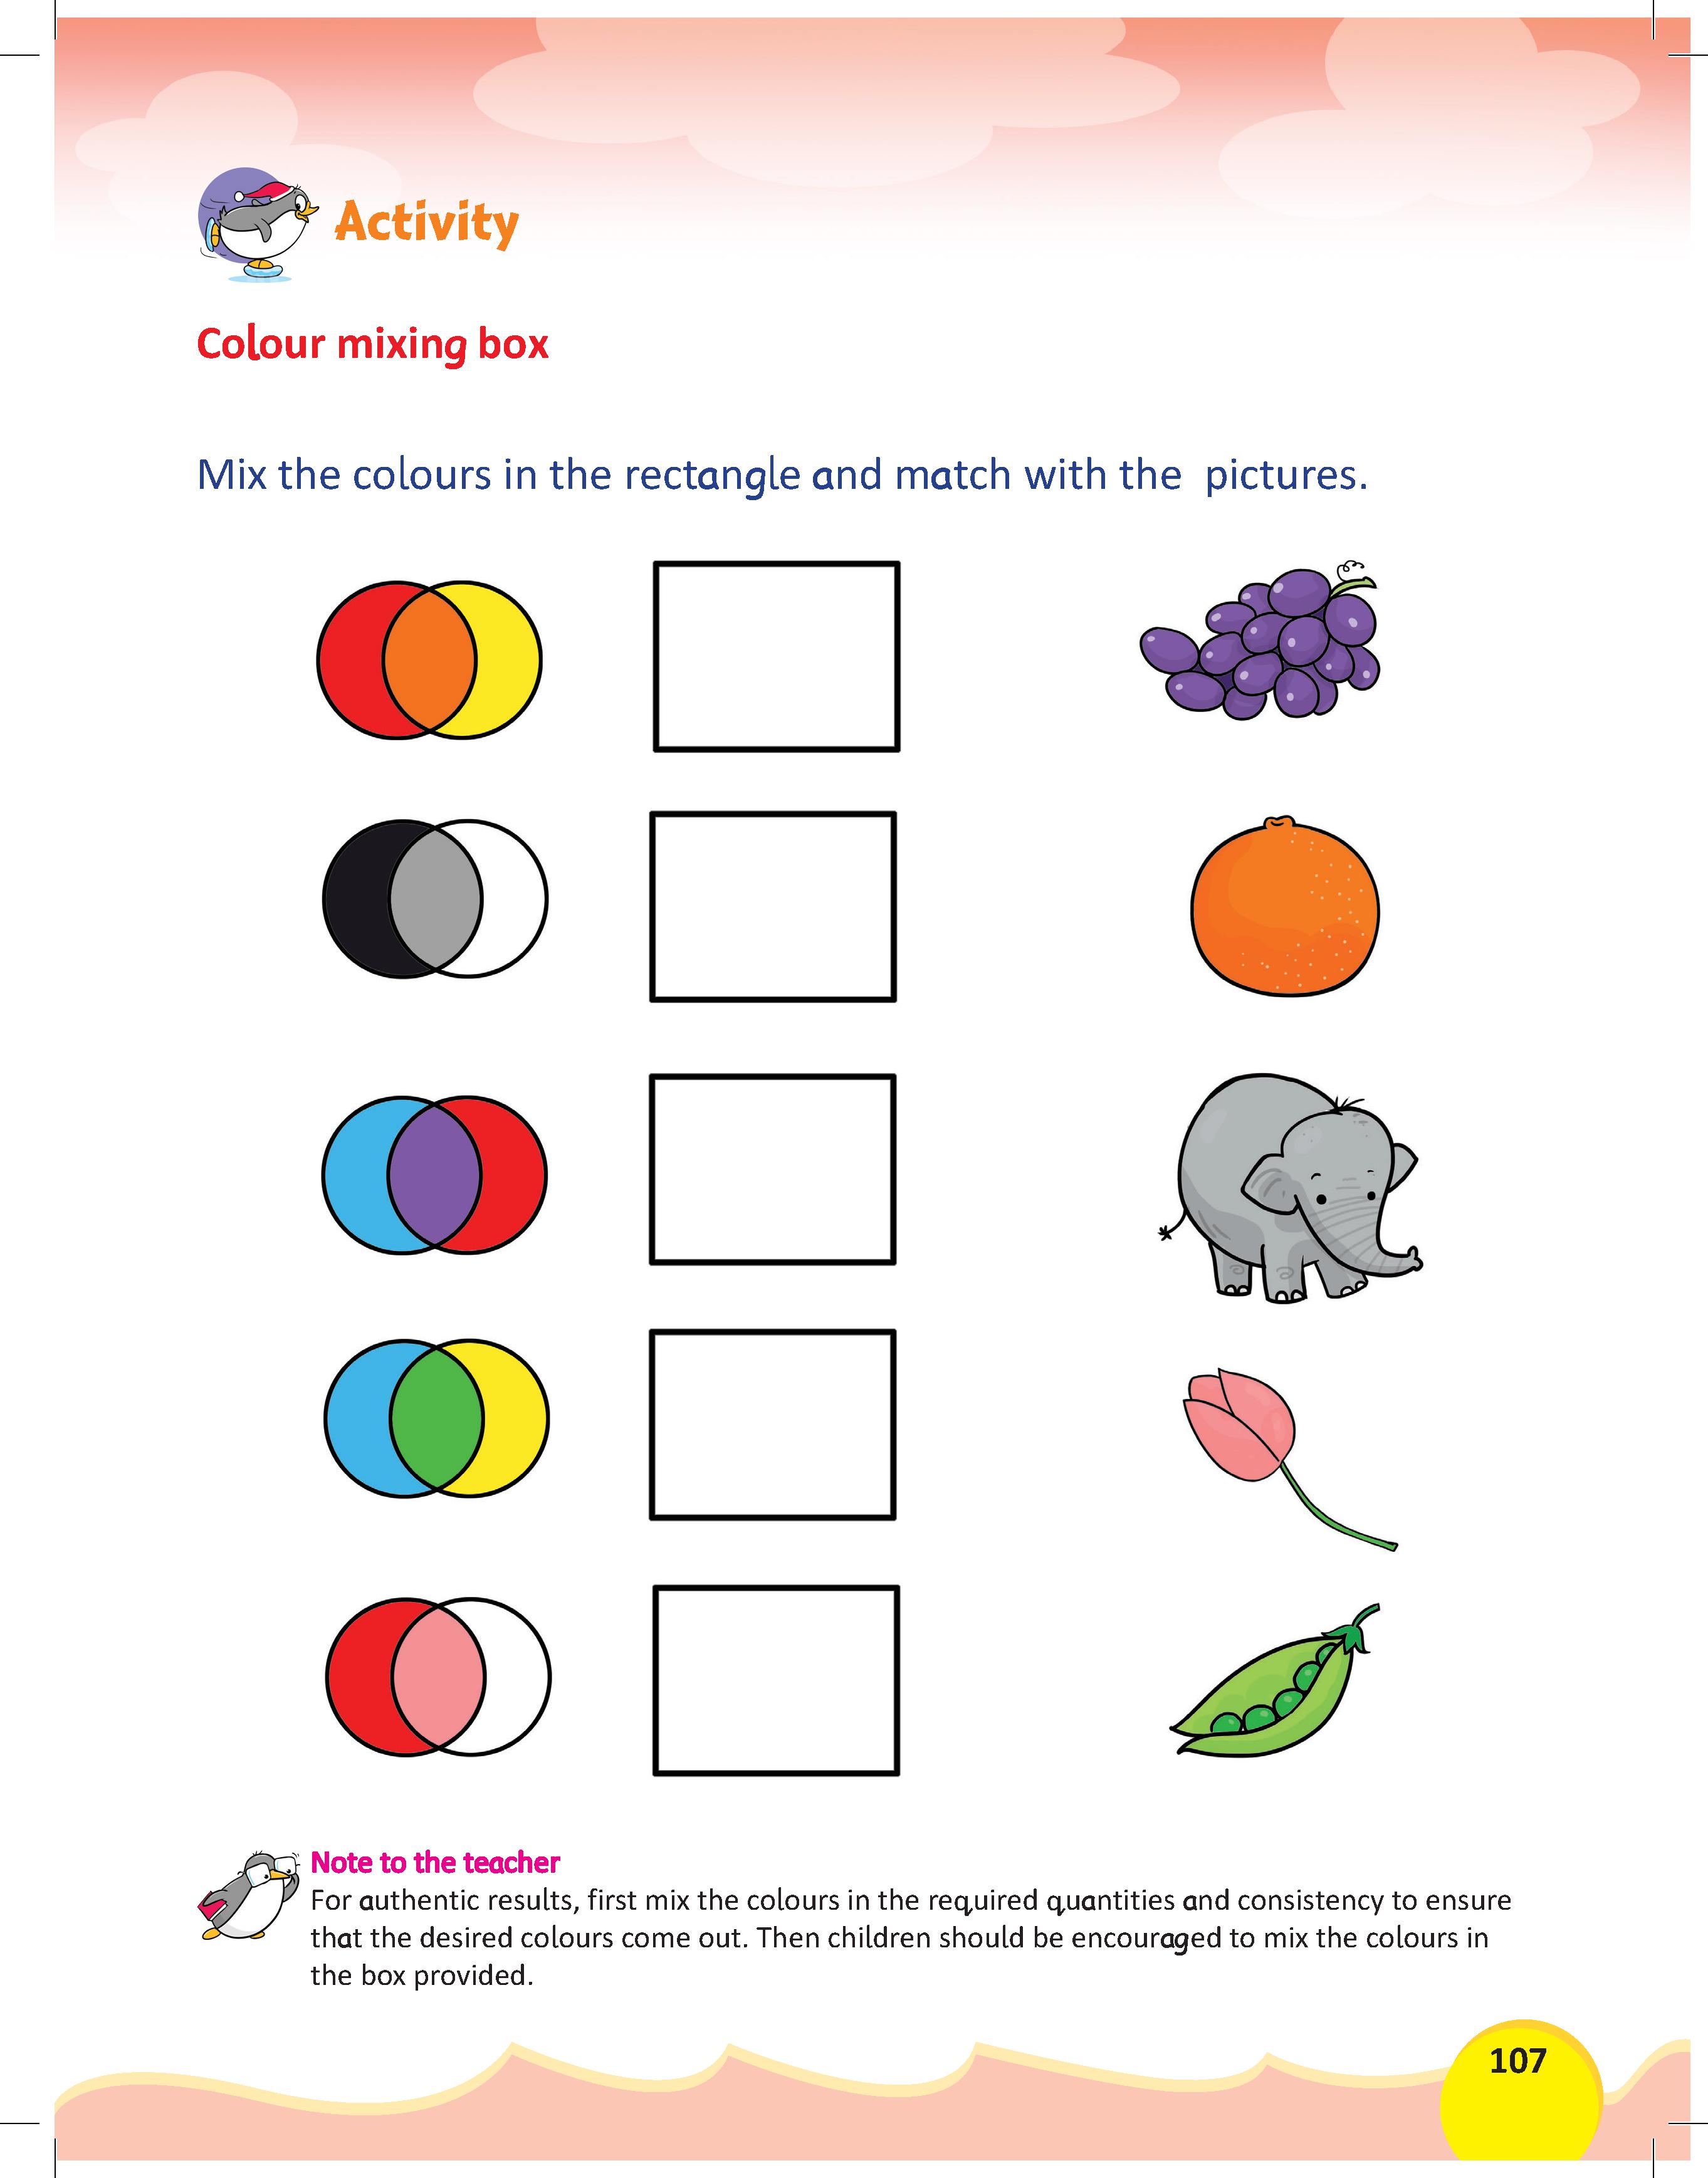 Activity
Colour mixing box
Mix the colours in the rectangle and match with the pictures.
Note to the teacher
For authentic results, first mix the colours in the required quantities and consistency to ensure
that the desired colours come out. Then children should be encouraged to mix the colours in
the box provided.
107